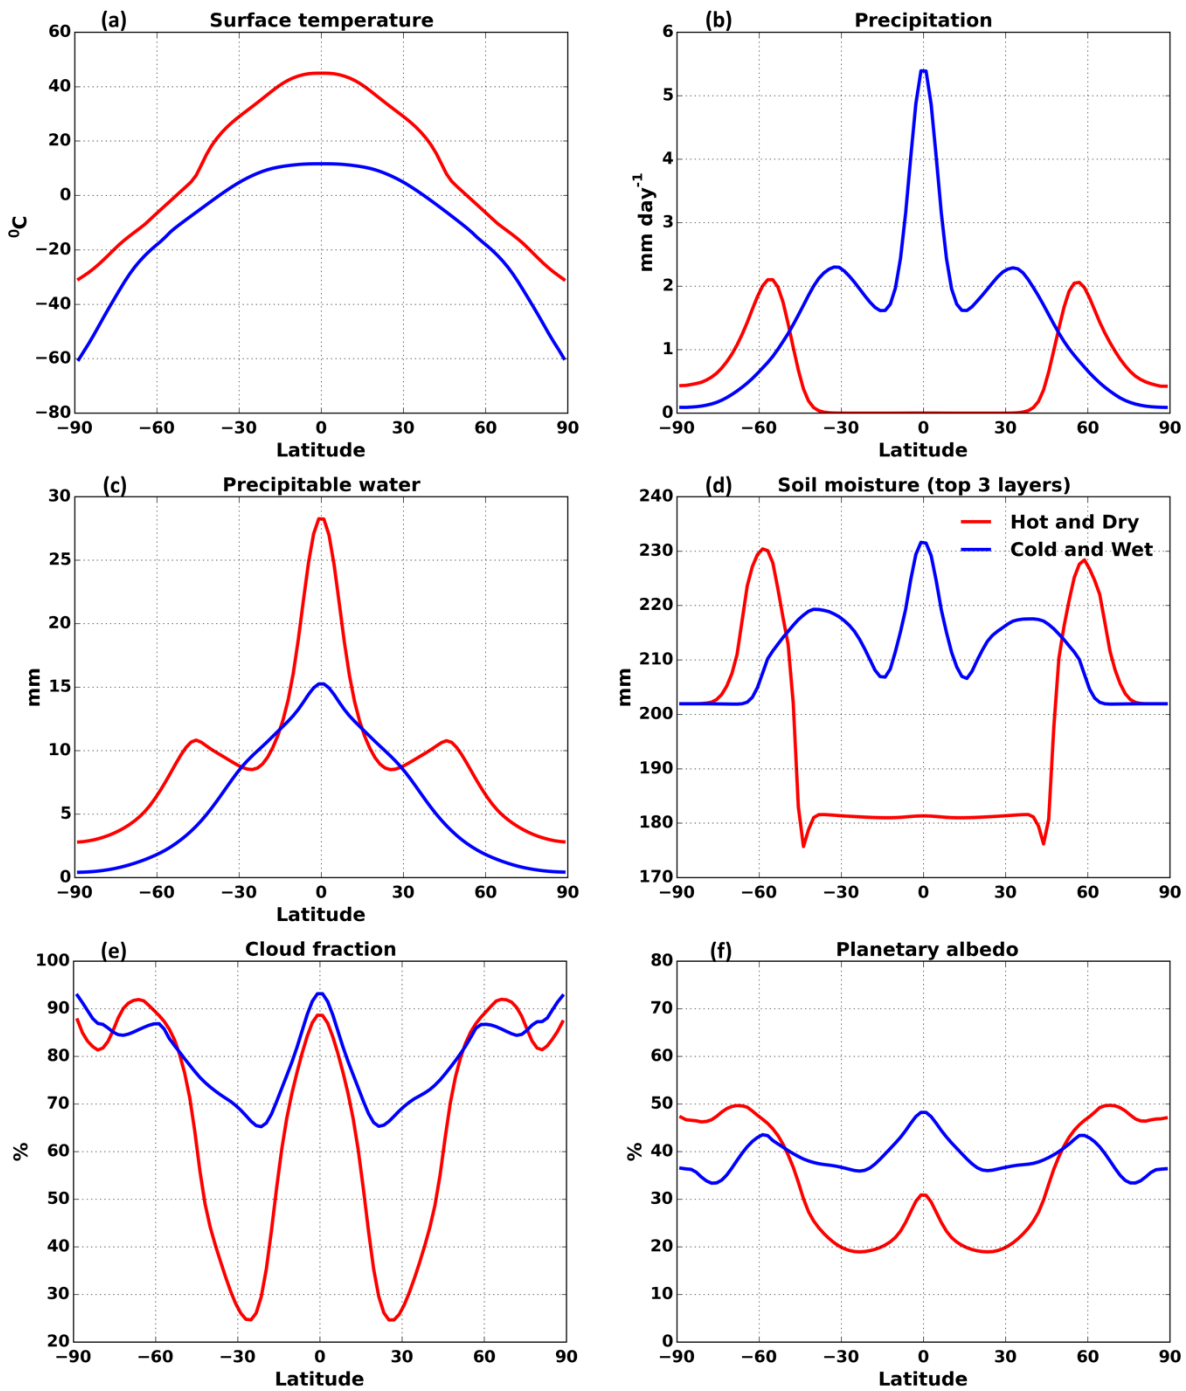 (a) Surface temperature
60
40
20
0
−20
−40
−60
−80
⁰C
−90 −60 −30 0 30 60 90
Latitude
(b) Precipitation
6
5
4
3
2
1
0
mm day⁻¹
−90 −60 −30 0 30 60 90
Latitude
(c) Precipitable water
30
25
20
15
10
5
0
mm
−90 −60 −30 0 30 60 90
Latitude
(d) Soil moisture (top 3 layers)
Hot and Dry
Cold and Wet
240
230
220
210
200
190
180
170
mm
−90 −60 −30 0 30 60 90
Latitude
(e) Cloud fraction
100
90
80
70
60
50
40
30
20
%
−90 −60 −30 0 30 60 90
Latitude
(f) Planetary albedo
80
70
60
50
40
30
20
10
0
%
−90 −60 −30 0 30 60 90
Latitude